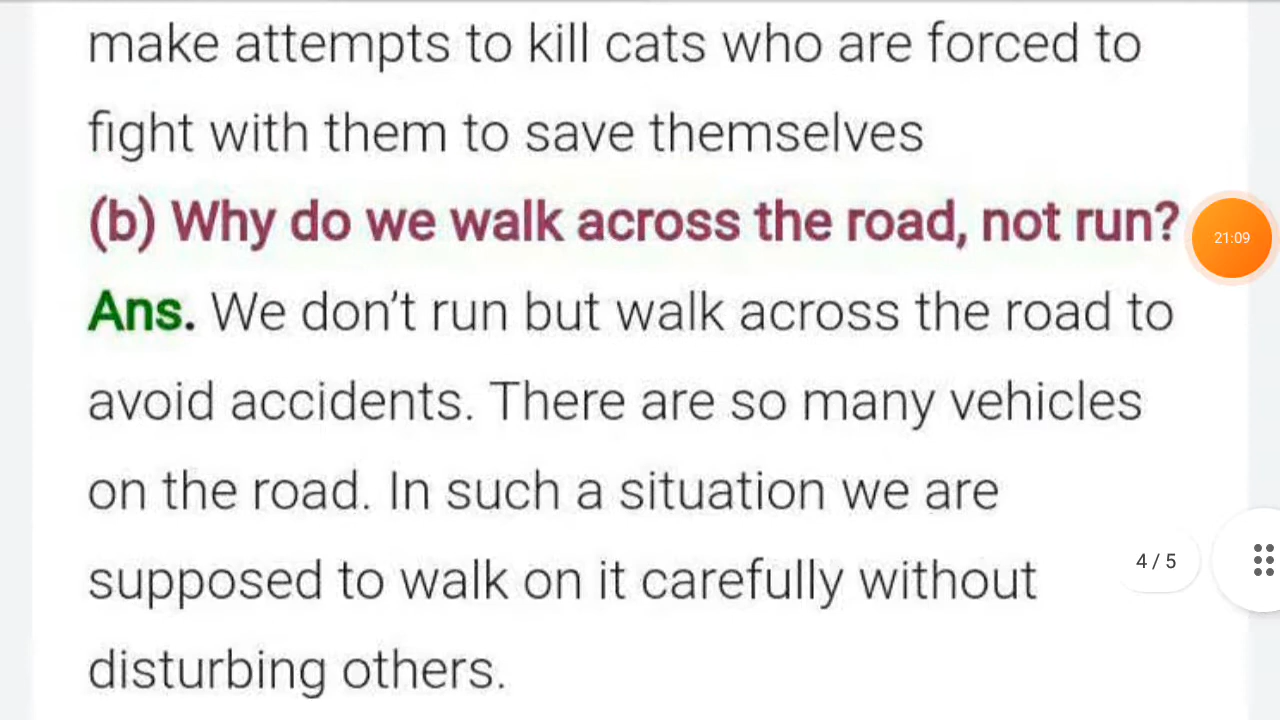 make attempts to kill cats who are forced to
fight with them to save themselves
(b) Why do we walk across the road, not run?
21:09
Ans. We don't run but walk across the road to
avoid accidents. There are so many vehicles
on the road. In such a situation we are
4 / 5
supposed to walk on it carefully without
disturbing others.